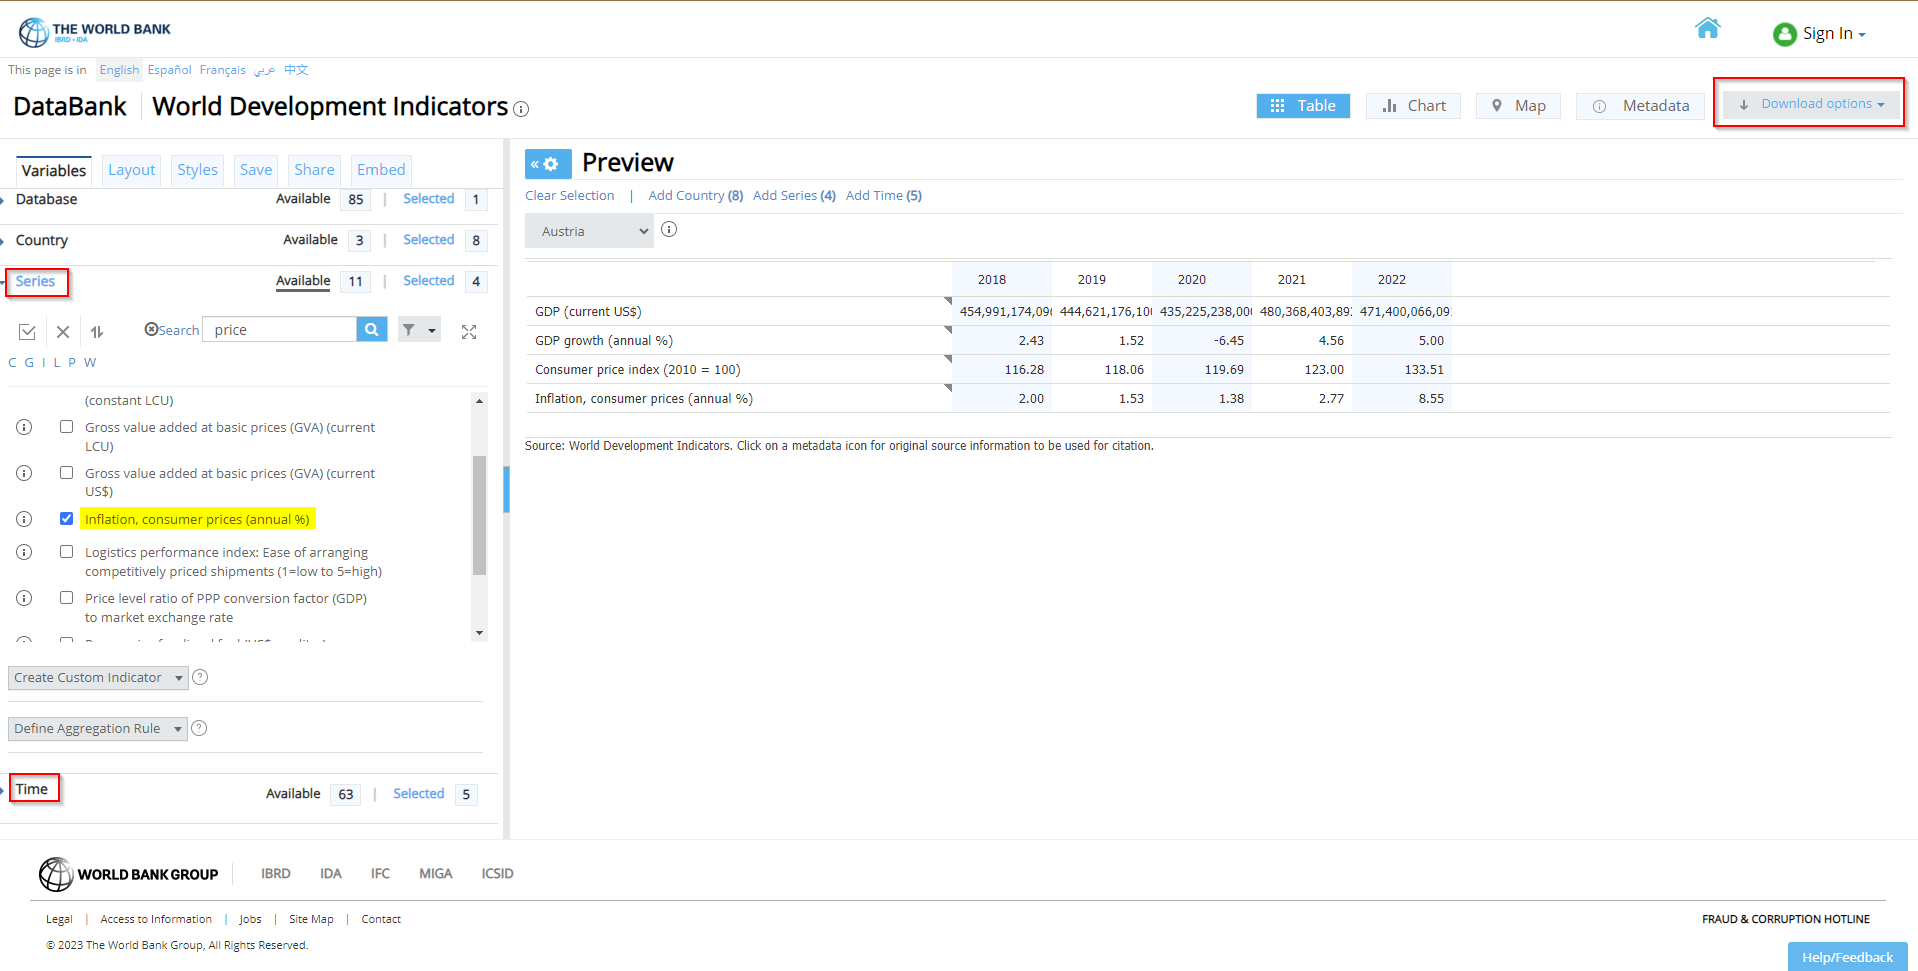 THE WORLD BANK
IBRD • IDA
Sign In
This page is in English Español Français عربي 中文
DataBank World Development Indicators
Table Chart Map Metadata Download options
Variables Layout Styles Save Share Embed
Database Available 85 | Selected 1
Country Available 3 | Selected 8
Series Available 11 | Selected 4
Search price
C G I L P W
(constant LCU)
Gross value added at basic prices (GVA) (current
LCU)
Gross value added at basic prices (GVA) (current
US$)
Inflation, consumer prices (annual %)
Logistics performance index: Ease of arranging
competitively priced shipments (1=low to 5=high)
Price level ratio of PPP conversion factor (GDP)
to market exchange rate
Create Custom Indicator ?
Define Aggregation Rule ?
Time Available 63 | Selected 5
« Preview
Clear Selection | Add Country (8) Add Series (4) Add Time (5)
Austria
2018 2019 2020 2021 2022
GDP (current US$) 454,991,174,09 444,621,176,10 435,225,238,00 480,368,403,89 471,400,066,09
GDP growth (annual %) 2.43 1.52 -6.45 4.56 5.00
Consumer price index (2010 = 100) 116.28 118.06 119.69 123.00 133.51
Inflation, consumer prices (annual %) 2.00 1.53 1.38 2.77 8.55
Source: World Development Indicators. Click on a metadata icon for original source information to be used for citation.
WORLD BANK GROUP IBRD IDA IFC MIGA ICSID
Legal | Access to Information | Jobs | Site Map | Contact
FRAUD & CORRUPTION HOTLINE
© 2023 The World Bank Group, All Rights Reserved.
Help/Feedback